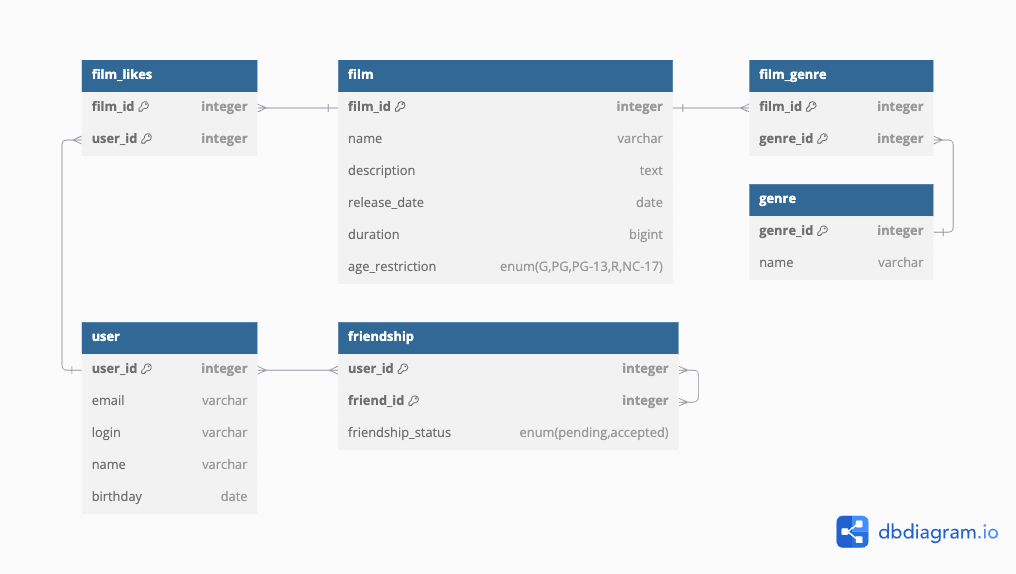 film_likes
film_id integer
user_id integer
film
film_id integer
name varchar
description text
release_date date
duration bigint
age_restriction enum(G,PG,PG-13,R,NC-17)
film_genre
film_id integer
genre_id integer
genre
genre_id integer
name varchar
user
user_id integer
email varchar
login varchar
name varchar
birthday date
friendship
user_id integer
friend_id integer
friendship_status enum(pending,accepted)
dbdiagram.io